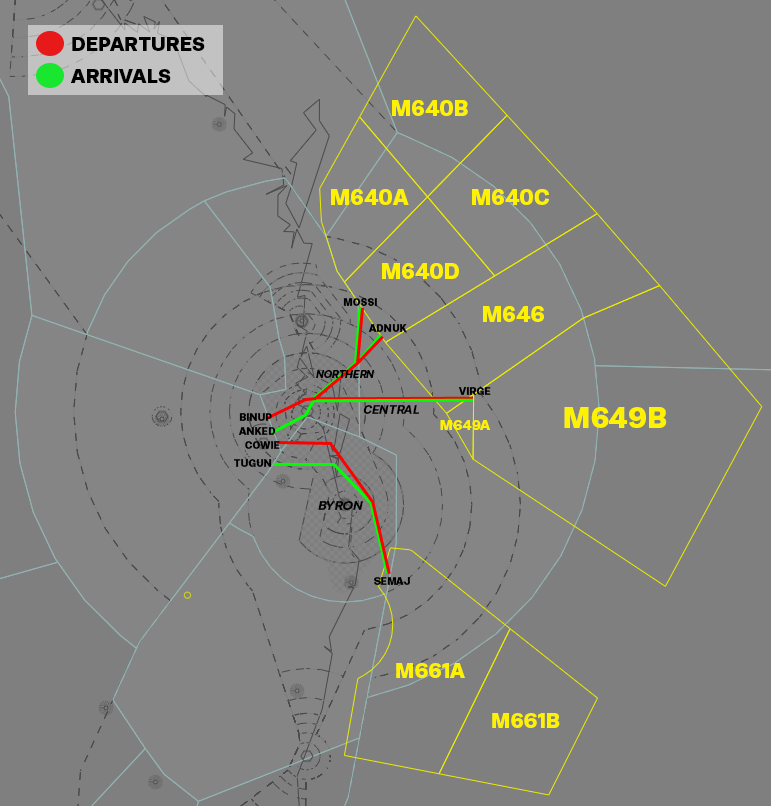 DEPARTURES
ARRIVALS
M640B
M640A
M640C
M640D
MOSSI
M646
ADNUK
NORTHERN
VIRGE
CENTRAL
BINUP
M649A
M649B
ANKED
COWIE
TUGUN
BYRON
SEMAJ
M661A
M661B